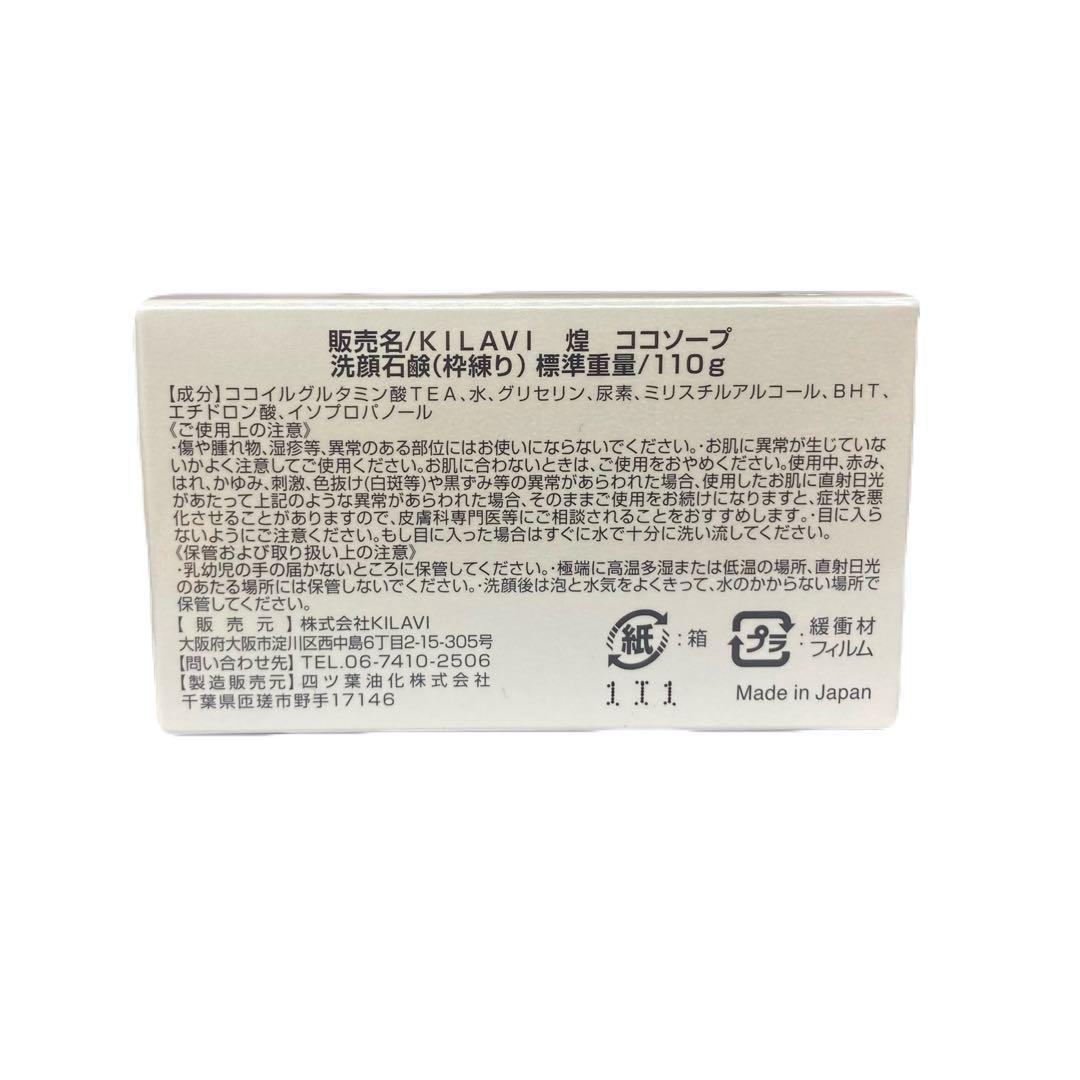 販売名/KILAVI 煌 ココソープ
洗顔石鹸(枠練り) 標準重量/110g
【成分】ココイルグルタミン酸TEA、水、グリセリン、尿素、ミリスチルアルコール、BHT、
エチドロン酸、イソプロパノール
《ご使用上の注意》
・傷や腫れ物、湿疹等、異常のある部位にはお使いにならないでください。・お肌に異常が生じていな
いかよく注意してご使用ください。お肌に合わないときは、ご使用をおやめください。使用中、赤み、
はれ、かゆみ、刺激、色抜け(白斑等)や黒ずみ等の異常があらわれた場合、使用したお肌に直射日光
があたって上記のような異常があらわれた場合、そのままご使用をお続けになりますと、症状を悪
化させることがありますので、皮膚科専門医等にご相談されることをおすすめします。・目に入ら
ないようにご注意ください。もし目に入った場合はすぐに水で十分に洗い流してください。
《保管および取り扱い上の注意》
・乳幼児の手の届かないところに保管してください。・極端に高温多湿または低温の場所、直射日光
のあたる場所には保管しないでください。・洗顔後は泡と水気をよくきって、水のかからない場所で
保管してください。
【販売元】株式会社KILAVI
大阪府大阪市淀川区西中島6丁目2-15-305号
【問い合わせ先】TEL.06-7410-2506
【製造販売元】四ツ葉油化株式会社
千葉県匝瑳市野手17146
紙:箱
プラ:緩衝材
フィルム
1I1
Made in Japan